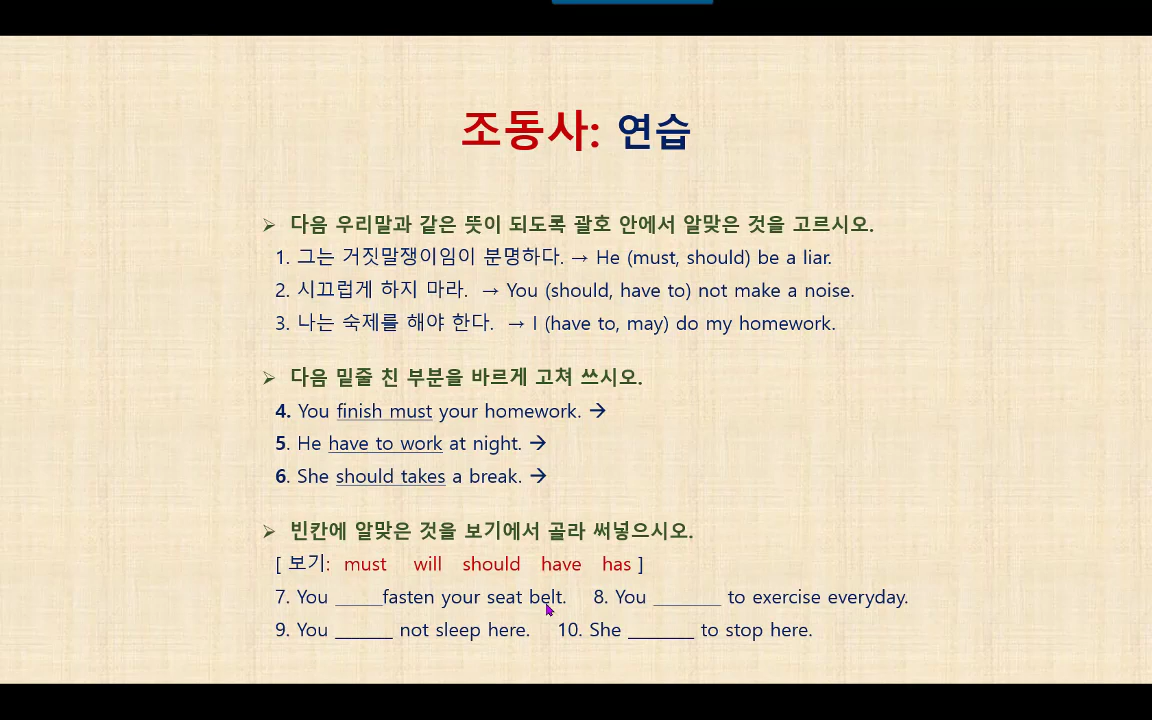 조동사: 연습
➢ 다음 우리말과 같은 뜻이 되도록 괄호 안에서 알맞은 것을 고르시오.
1. 그는 거짓말쟁이임이 분명하다. → He (must, should) be a liar.
2. 시끄럽게 하지 마라. → You (should, have to) not make a noise.
3. 나는 숙제를 해야 한다. → I (have to, may) do my homework.
➢ 다음 밑줄 친 부분을 바르게 고쳐 쓰시오.
4. You finish must your homework. →
5. He have to work at night. →
6. She should takes a break. →
➢ 빈칸에 알맞은 것을 보기에서 골라 써넣으시오.
[ 보기: must will should have has ]
7. You _____fasten your seat belt. 8. You _______ to exercise everyday.
9. You ______ not sleep here. 10. She _______ to stop here.